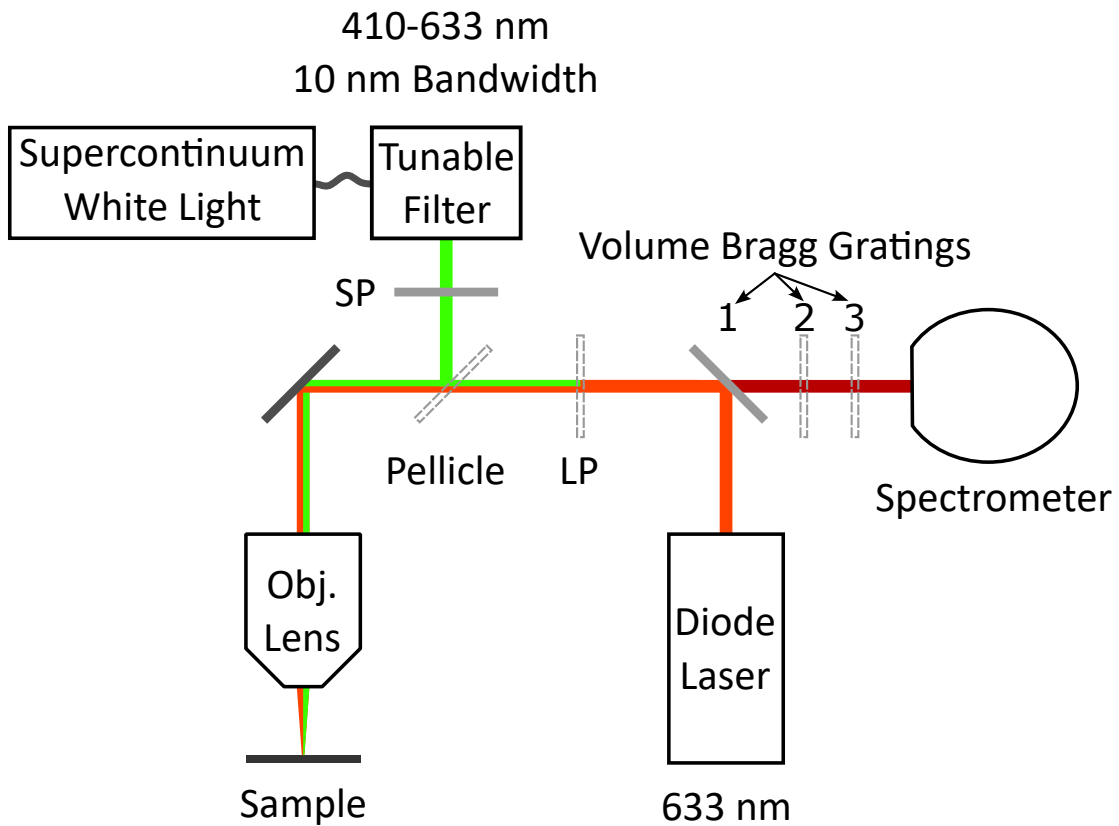 410-633 nm
10 nm Bandwidth
Supercontinuum
White Light
Tunable
Filter
SP
Volume Bragg Gratings
1 2 3
Pellicle
LP
Spectrometer
Obj.
Lens
Diode
Laser
Sample
633 nm